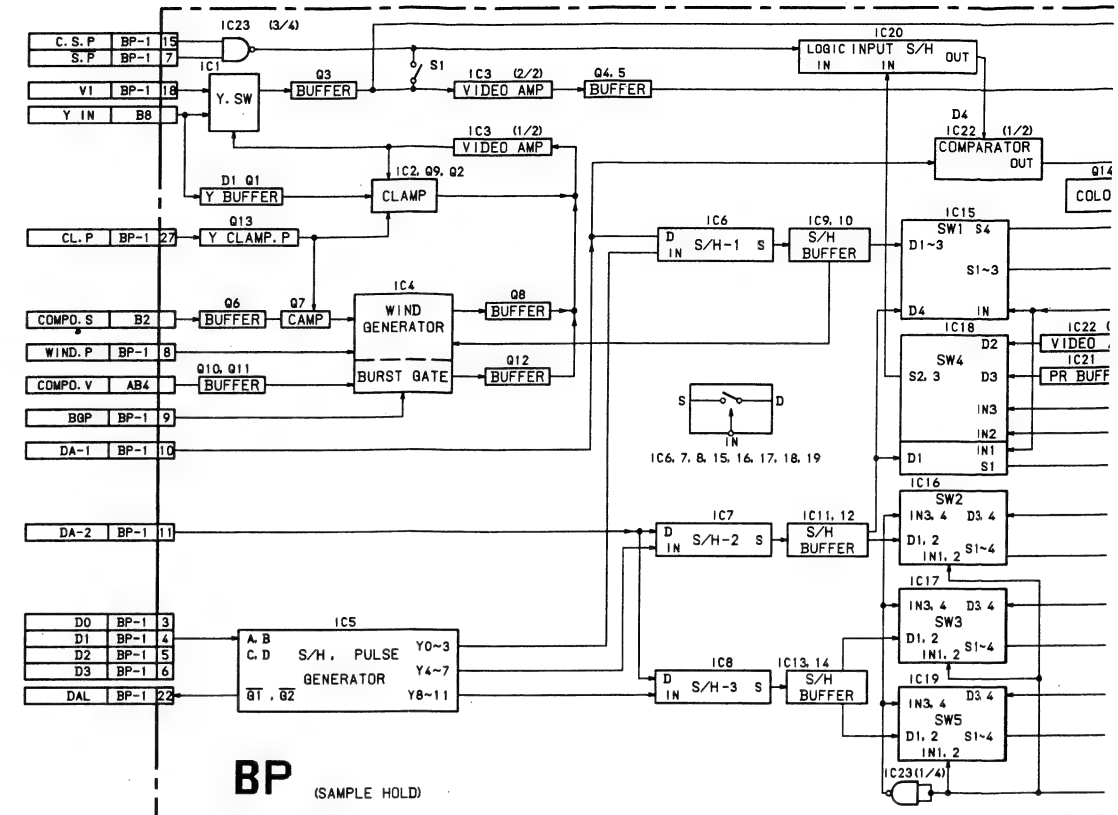 C.S.P BP-1 15
S.P BP-1 7
V1 BP-1 18
Y IN B8
CL.P BP-1 27
COMPO.S B2
WIND.P BP-1 8
COMPO.V AB4
BGP BP-1 9
DA-1 BP-1 10
DA-2 BP-1 11
D0 BP-1 3
D1 BP-1 4
D2 BP-1 5
D3 BP-1 6
DAL BP-1 22
IC23 (3/4)
IC1
Y.SW
Q3
BUFFER
S1
IC3 (2/2)
VIDEO AMP
Q4,5
BUFFER
IC20
LOGIC INPUT S/H
IN IN OUT
IC3 (1/2)
VIDEO AMP
D4
IC22 (1/2)
COMPARATOR
OUT
Q14
COLO
D1 Q1
Y BUFFER
IC2, Q9, Q2
CLAMP
Q13
Y CLAMP.P
IC6
D
IN S/H-1 S
IC9, 10
S/H
BUFFER
IC15
SW1 S4
D1~3
S1~3
D4 IN
Q6
BUFFER
Q7
CAMP
IC4
WIND
GENERATOR
BURST GATE
Q8
BUFFER
Q10, Q11
BUFFER
Q12
BUFFER
IC18
SW4
D2
S2, 3 D3
IN3
IN2
IN1
D1
S1
IC22 (
VIDEO
IC21
PR BUFF
S D
IN
IC6, 7, 8, 15, 16, 17, 18, 19
IC7
D
IN S/H-2 S
IC11, 12
S/H
BUFFER
IC16
SW2
IN3, 4 D3, 4
D1, 2
S1~4
IN1, 2
IC17
IN3, 4 D3, 4
SW3
D1, 2
S1~4
IN1, 2
IC5
A, B
C, D
S/H, PULSE
GENERATOR
G1, G2
Y0~3
Y4~7
Y8~11
IC8
D
IN S/H-3 S
IC13, 14
S/H
BUFFER
IC19
IN3, 4 D3, 4
SW5
D1, 2 S1~4
IN1, 2
IC23(1/4)
BP (SAMPLE HOLD)